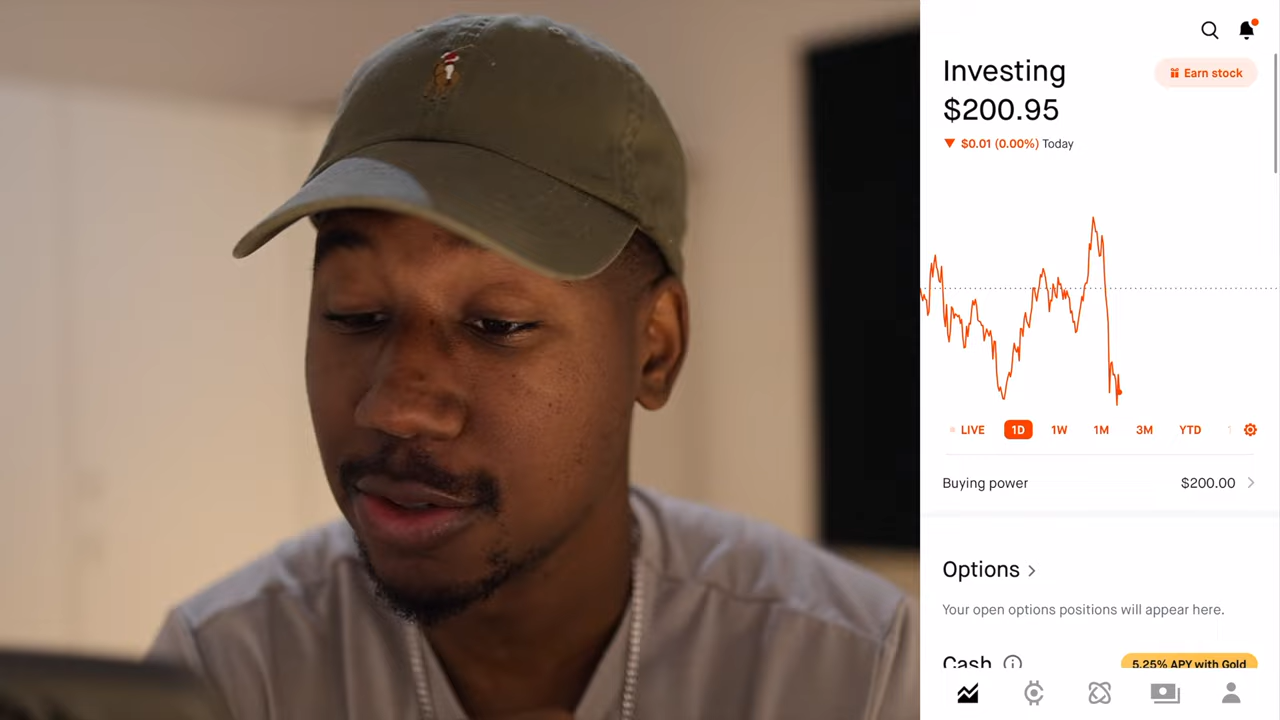 Investing
Earn stock
$200.95
$0.01 (0.00%) Today
LIVE 1D 1W 1M 3M YTD
Buying power $200.00
Options
Your open options positions will appear here.
Cash
5.25% APY with Gold